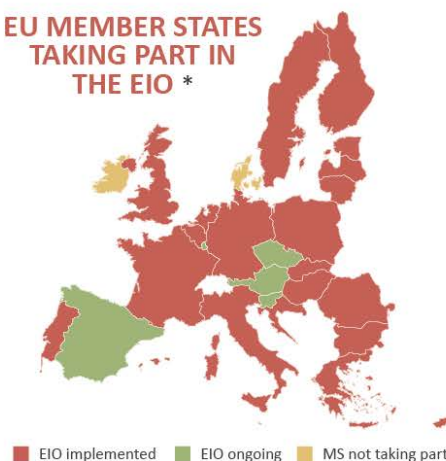 EU MEMBER STATES
TAKING PART IN
THE EIO *
EIO implemented EIO ongoing MS not taking part